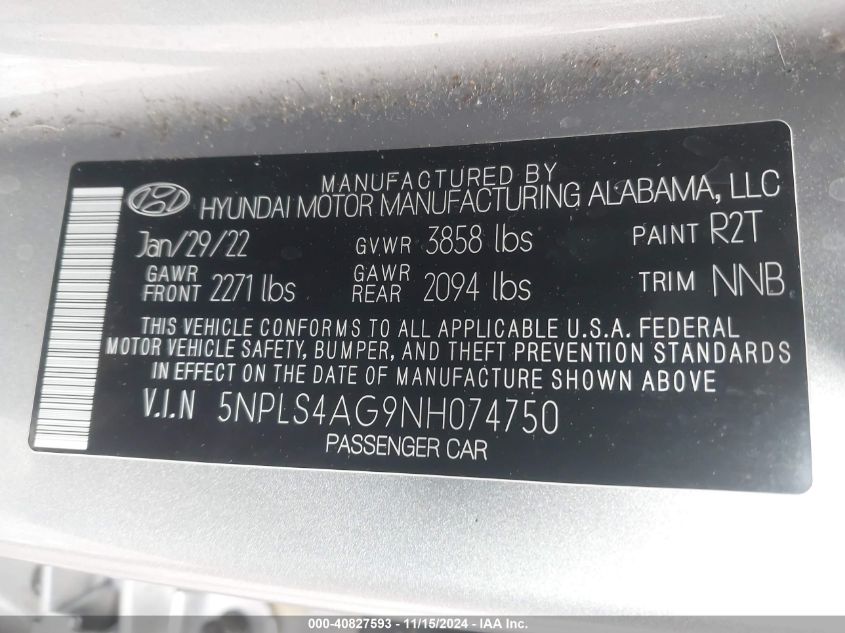 MANUFACTURED BY
HYUNDAI MOTOR MANUFACTURING ALABAMA, LLC
Jan/29/22 GVWR 3858 lbs PAINT R2T
GAWR FRONT 2271 lbs GAWR REAR 2094 lbs TRIM NNB
THIS VEHICLE CONFORMS TO ALL APPLICABLE U.S.A. FEDERAL
MOTOR VEHICLE SAFETY, BUMPER, AND THEFT PREVENTION STANDARDS
IN EFFECT ON THE DATE OF MANUFACTURE SHOWN ABOVE
V.I.N 5NPLS4AG9NH074750
PASSENGER CAR
000-40827593 - 11/15/2024 - IAA Inc.